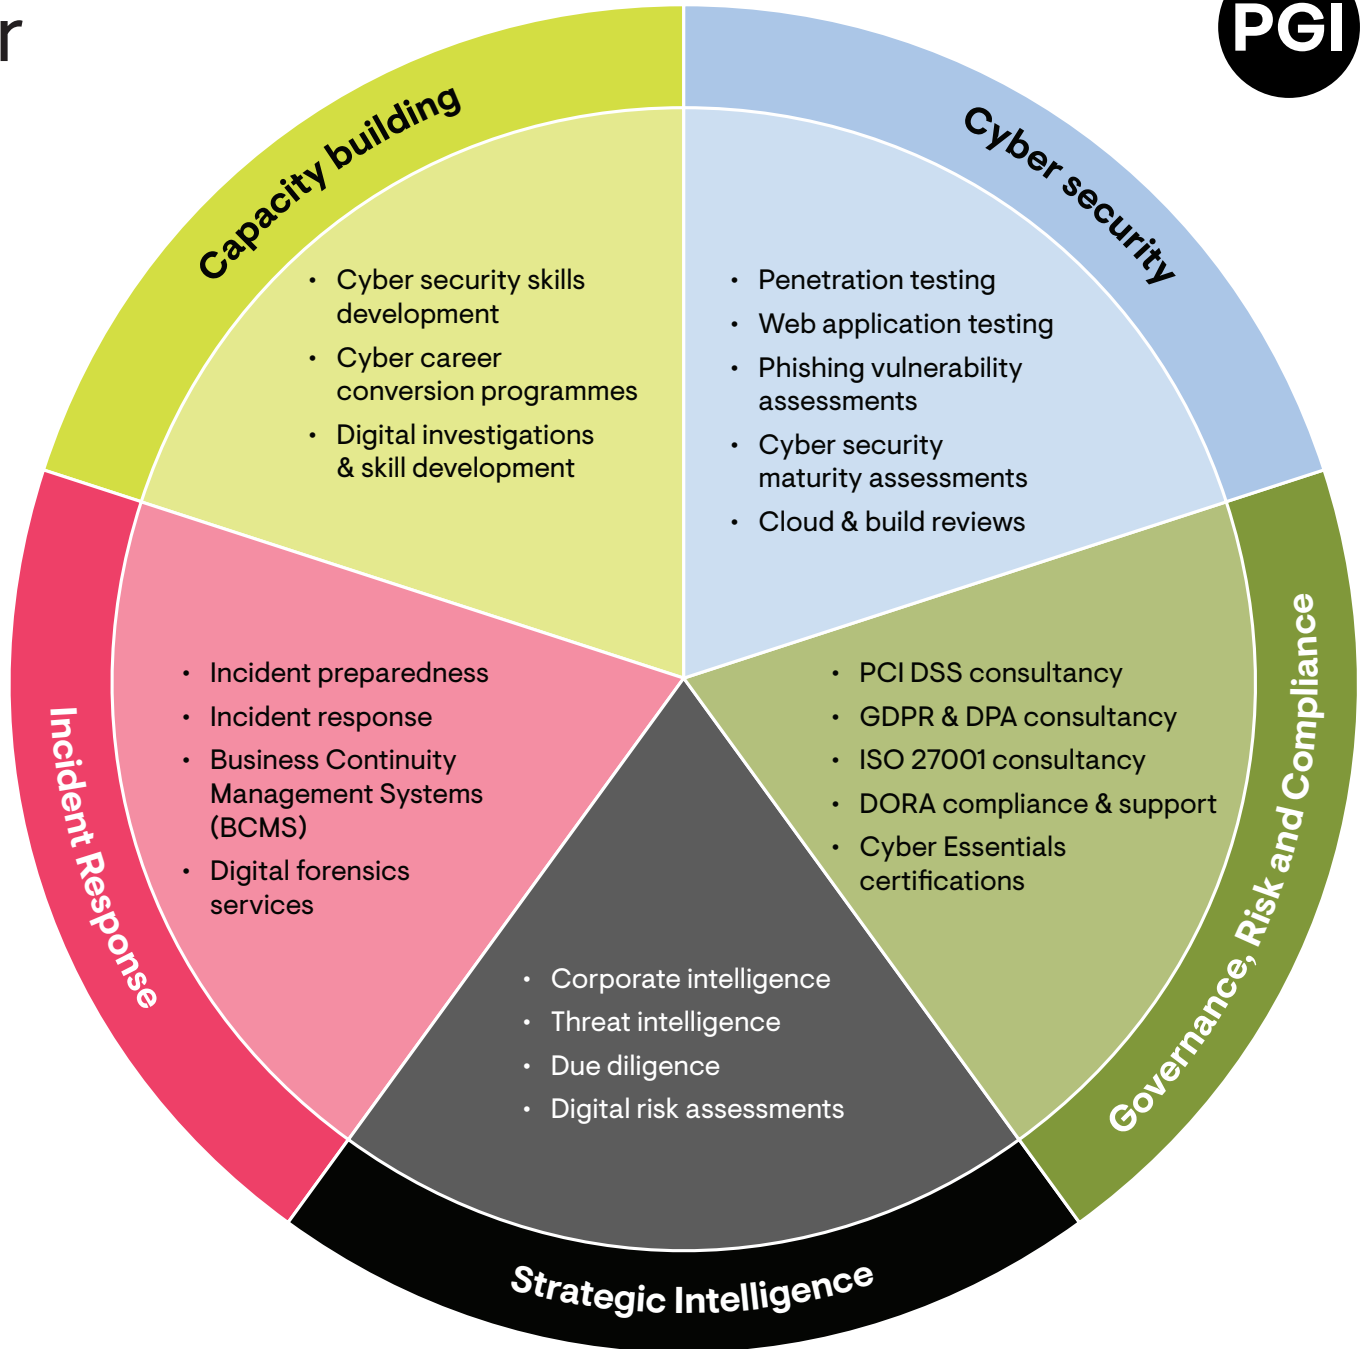 r
PGI
Capacity building
• Cyber security skills
development
• Cyber career
conversion programmes
• Digital investigations
& skill development
Cyber security
• Penetration testing
• Web application testing
• Phishing vulnerability
assessments
• Cyber security
maturity assessments
• Cloud & build reviews
Incident Response
• Incident preparedness
• Incident response
• Business Continuity
Management Systems
(BCMS)
• Digital forensics
services
• PCI DSS consultancy
• GDPR & DPA consultancy
• ISO 27001 consultancy
• DORA compliance & support
• Cyber Essentials
certifications
Governance, Risk and Compliance
• Corporate intelligence
• Threat intelligence
• Due diligence
• Digital risk assessments
Strategic Intelligence